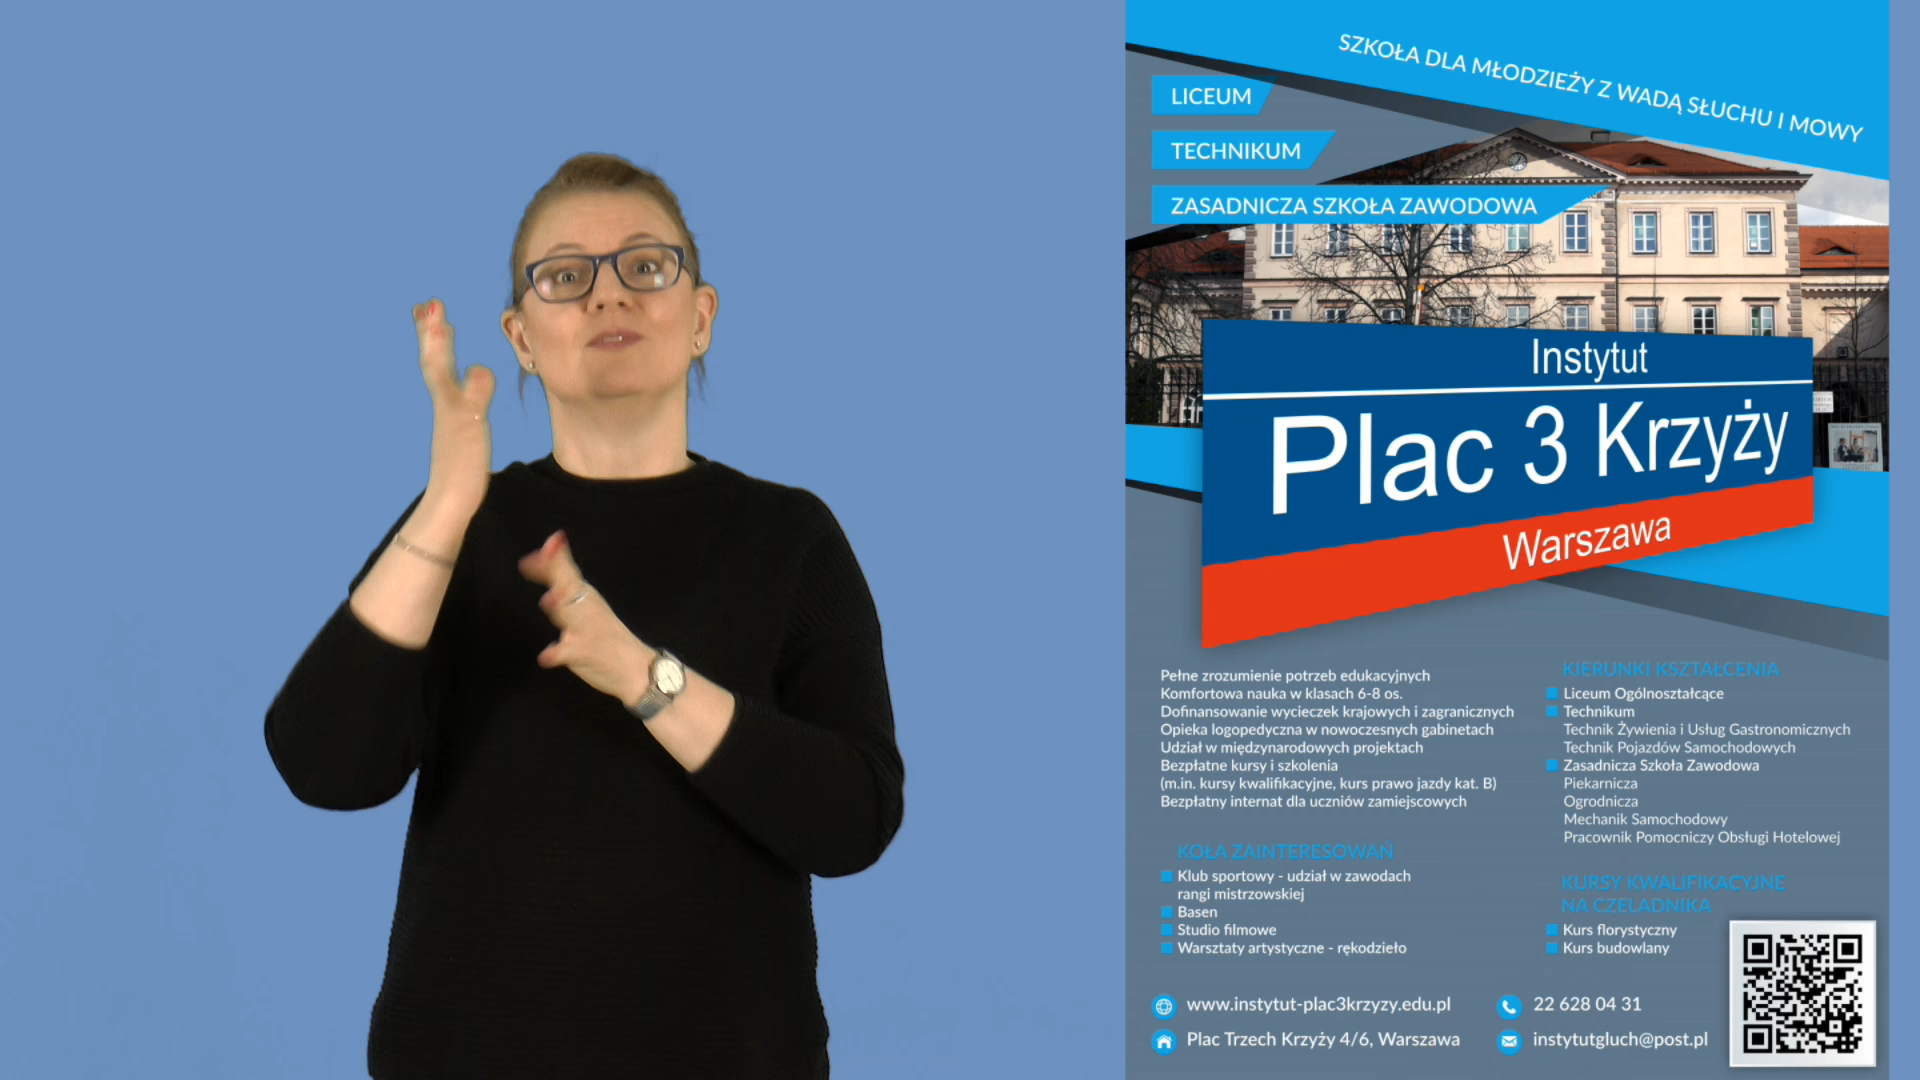 SZKOŁA DLA MŁODZIEŻY Z WADĄ SŁUCHU I MOWY
LICEUM
TECHNIKUM
ZASADNICZA SZKOŁA ZAWODOWA
Instytut
Plac 3 Krzyży
Warszawa
Pełne zrozumienie potrzeb edukacyjnych
Komfortowa nauka w klasach 6-8 os.
Dofinansowanie wycieczek krajowych i zagranicznych
Opieka logopedyczna w nowoczesnych gabinetach
Udział w międzynarodowych projektach
Bezpłatne kursy i szkolenia
(m.in. kursy kwalifikacyjne, kurs prawo jazdy kat. B)
Bezpłatny internat dla uczniów zamiejscowych
KOŁA ZAINTERESOWAŃ
Klub sportowy - udział w zawodach
rangi mistrzowskiej
Basen
Studio filmowe
Warsztaty artystyczne - rękodzieło
KIERUNKI KSZTAŁCENIA
Liceum Ogólnoształcące
Technikum
Technik Żywienia i Usług Gastronomicznych
Technik Pojazdów Samochodowych
Zasadnicza Szkoła Zawodowa
Piekarnicza
Ogrodnicza
Mechanik Samochodowy
Pracownik Pomocniczy Obsługi Hotelowej
KURSY KWALIFIKACYJNE
NA CZELADNIKA
Kurs florystyczny
Kurs budowlany
www.instytut-plac3krzyzy.edu.pl
22 628 04 31
Plac Trzech Krzyży 4/6, Warszawa
instytutgluch@post.pl